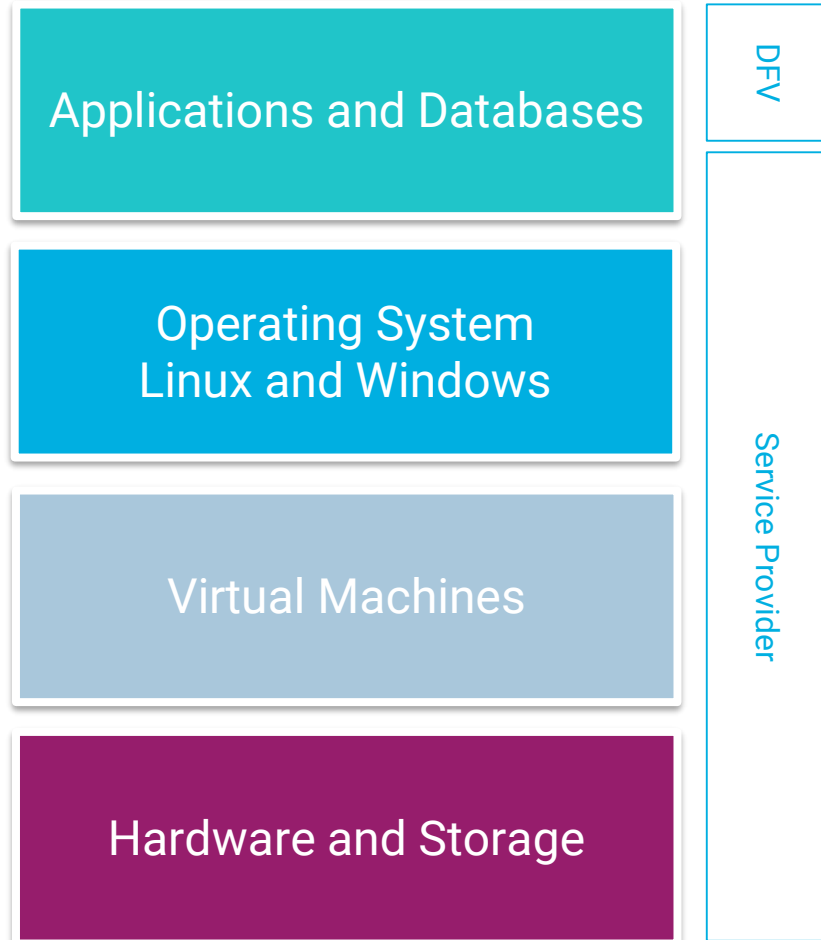 Applications and Databases
DFV
Operating System
Linux and Windows
Service Provider
Virtual Machines
Hardware and Storage